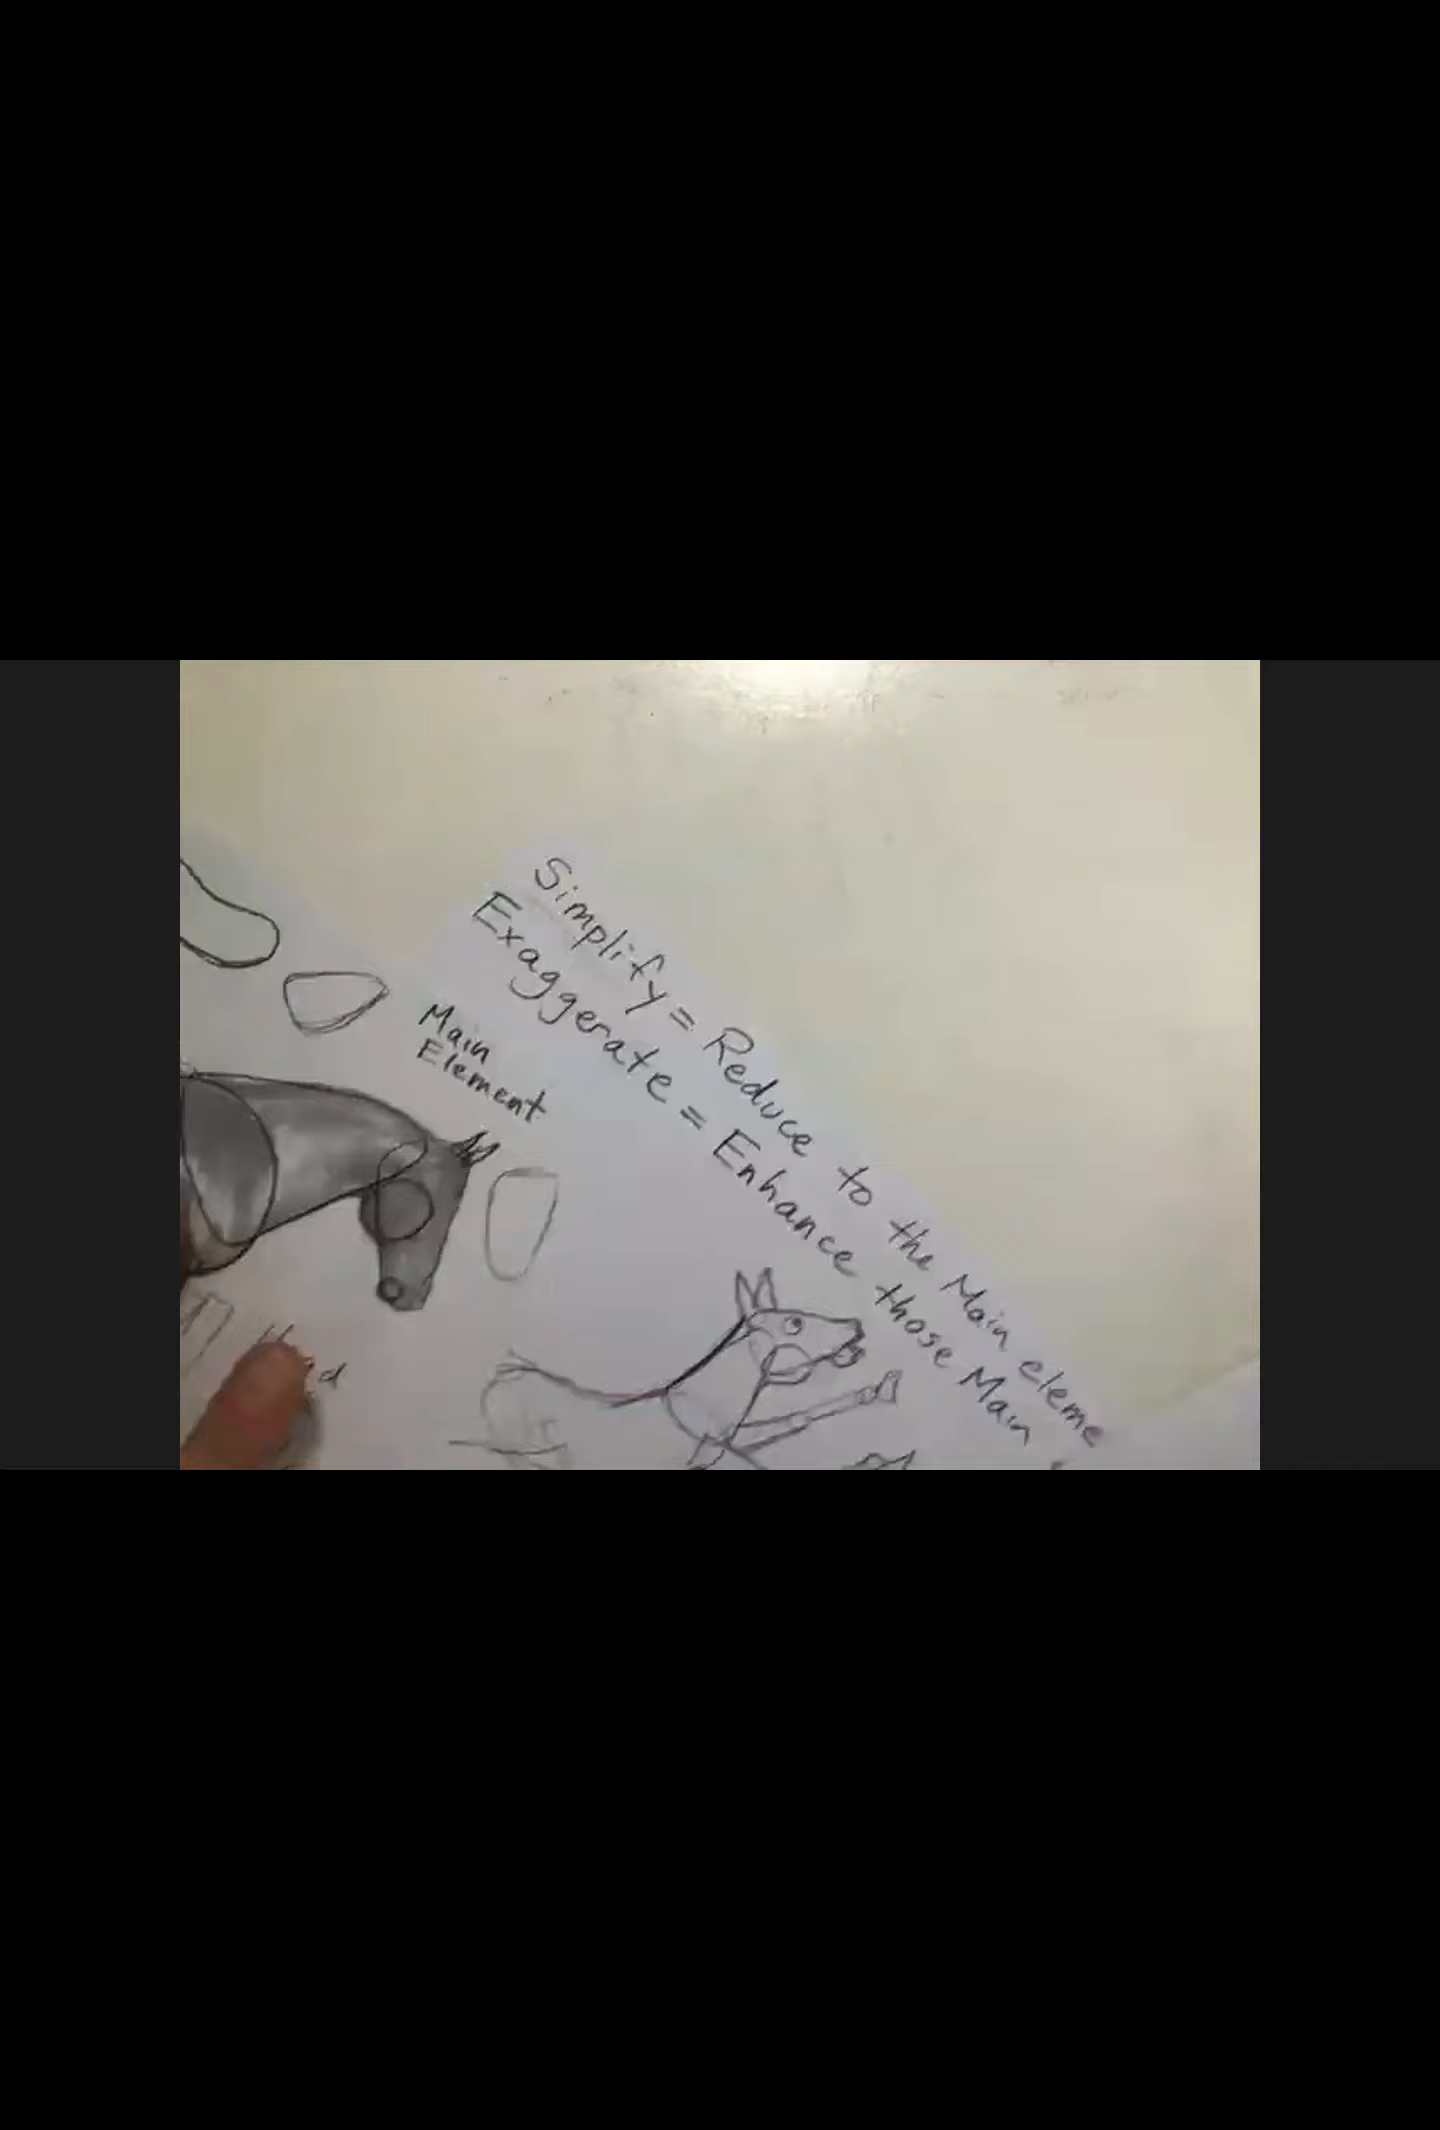 Simplify = Reduce to the Main eleme
Exaggerate = Enhance those Main
Main
Element